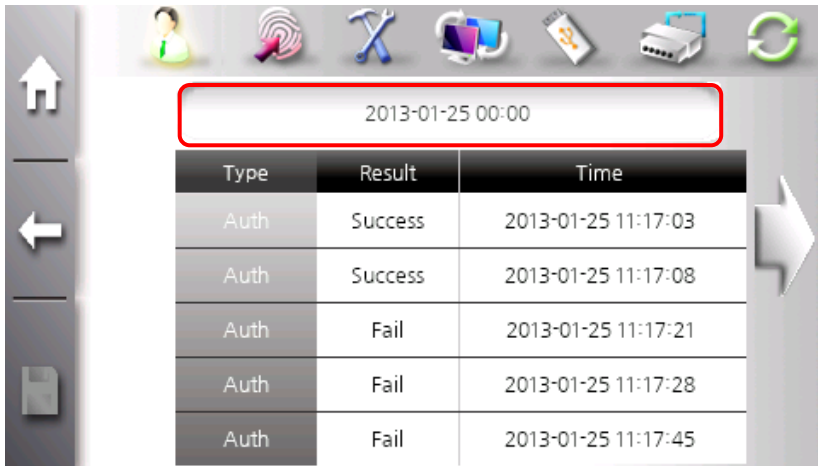 2013-01-25 00:00
Type Result Time
Auth Success 2013-01-25 11:17:03
Auth Success 2013-01-25 11:17:08
Auth Fail 2013-01-25 11:17:21
Auth Fail 2013-01-25 11:17:28
Auth Fail 2013-01-25 11:17:45